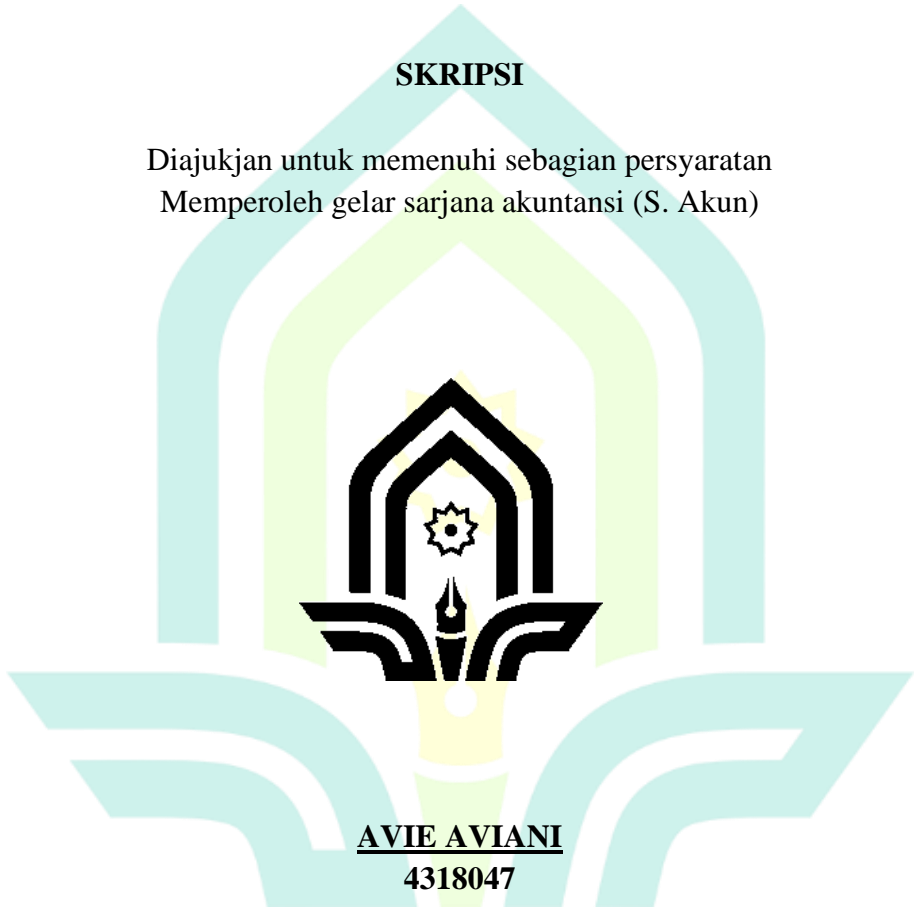 SKRIPSI
Diajukjan untuk memenuhi sebagian persyaratan
Memperoleh gelar sarjana akuntansi (S. Akun)
AVIE AVIANI
4318047